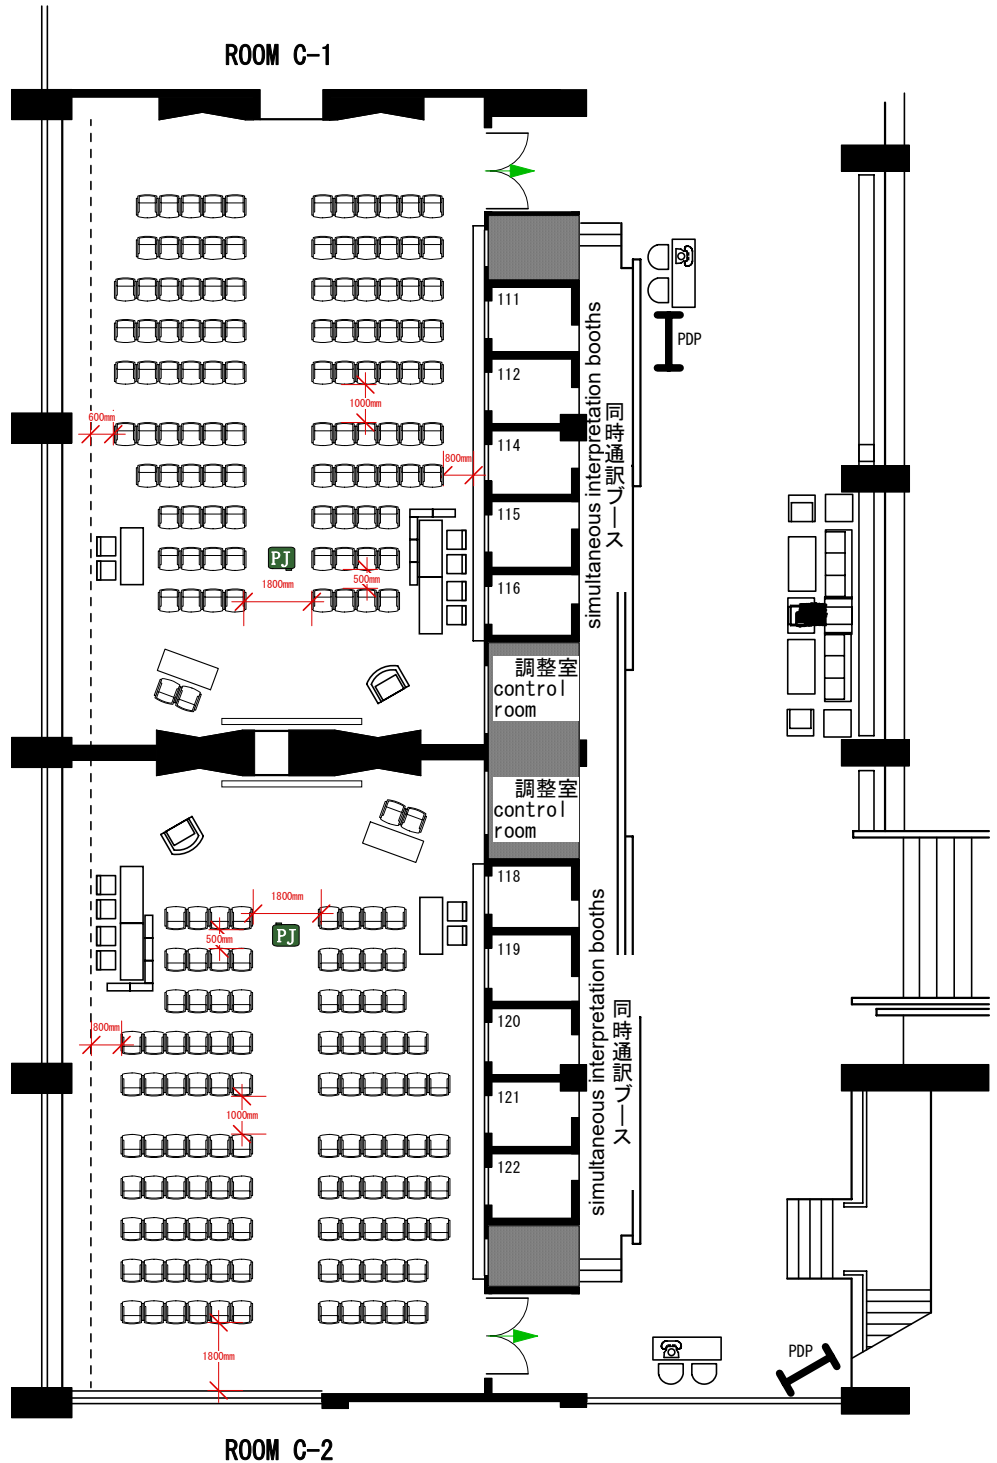 ROOM C-1
111
PDP
112
1000mm
600mm
114
800mm
115
PJ
1800mm
500mm
116
simultaneous interpretation booths
同時通訳ブース
調整室
control
room
調整室
control
room
118
1800mm
PJ
500mm
119
120
800mm
121
1000mm
122
simultaneous interpretation booths
同時通訳ブース
1800mm
PDP
ROOM C-2